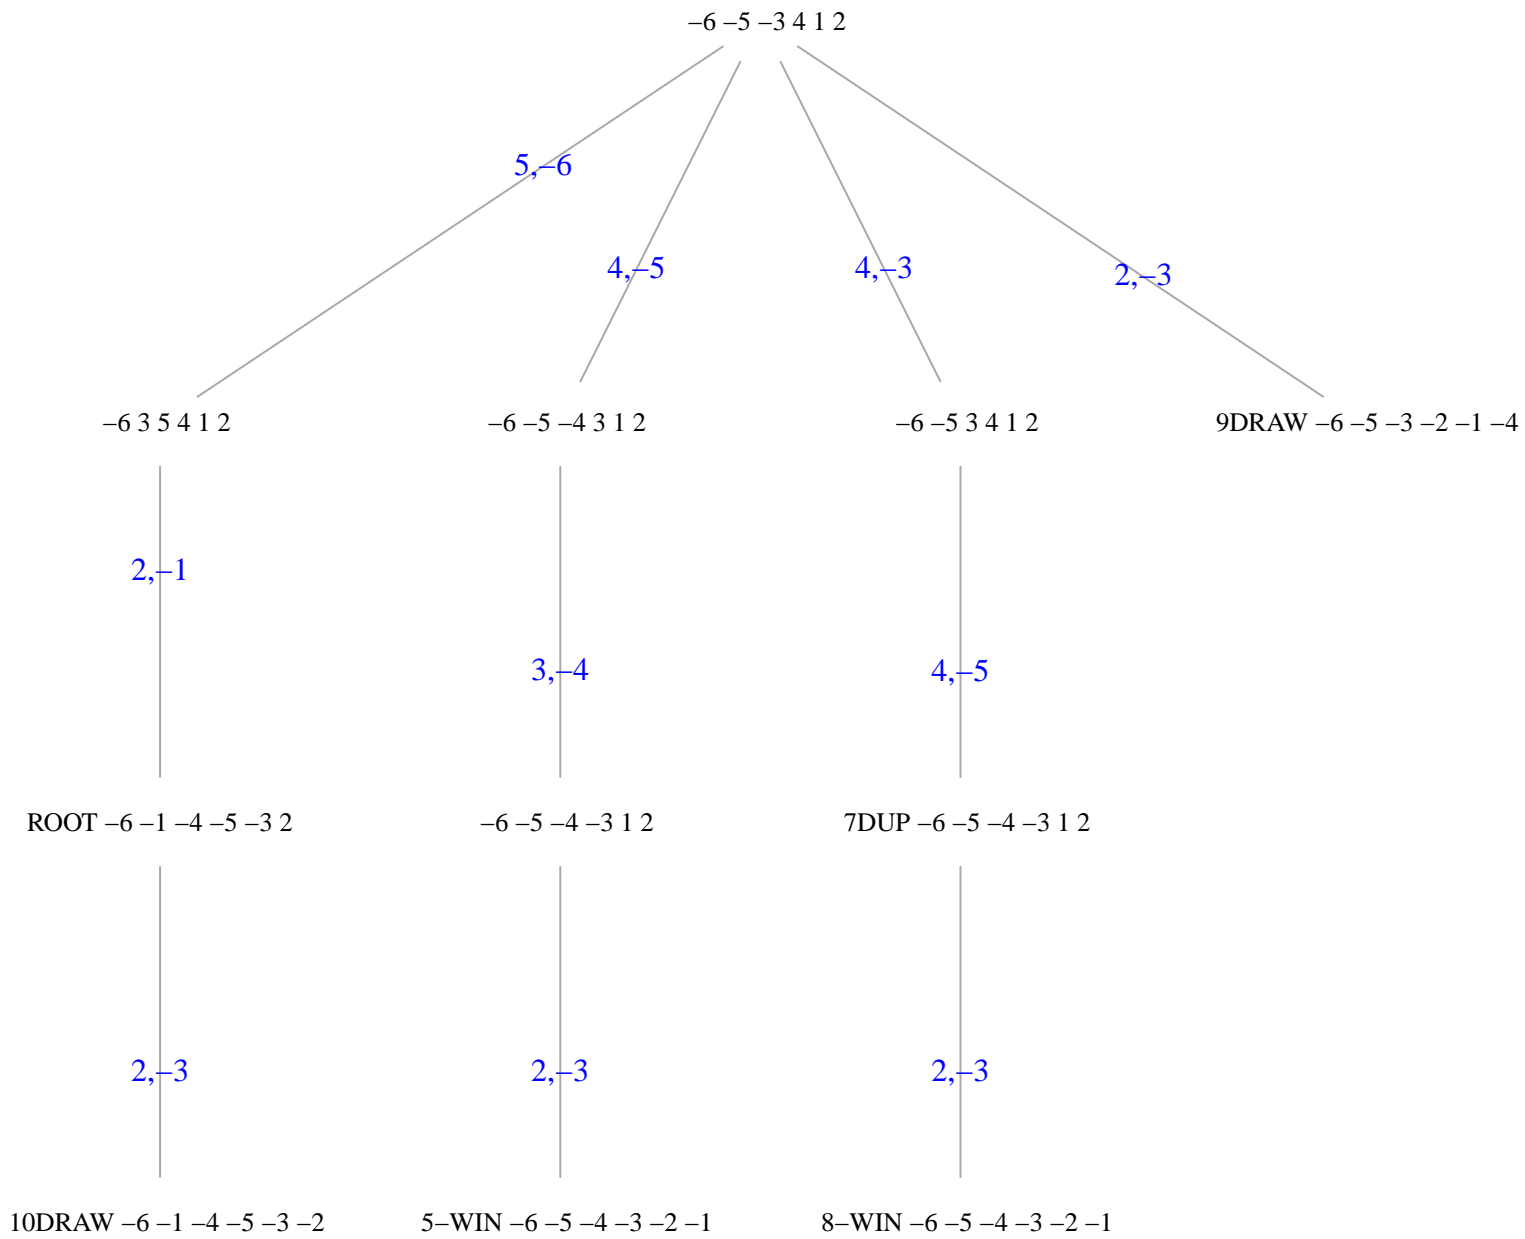 –6 –5 –3 4 1 2
5,–6
4,–5
4,–3
2,–3
–6 3 5 4 1 2
–6 –5 –4 3 1 2
–6 –5 3 4 1 2
9DRAW –6 –5 –3 –2 –1 –4
2,–1
3,–4
4,–5
ROOT –6 –1 –4 –5 –3 2
–6 –5 –4 –3 1 2
7DUP –6 –5 –4 –3 1 2
2,–3
2,–3
2,–3
10DRAW –6 –1 –4 –5 –3 –2
5–WIN –6 –5 –4 –3 –2 –1
8–WIN –6 –5 –4 –3 –2 –1